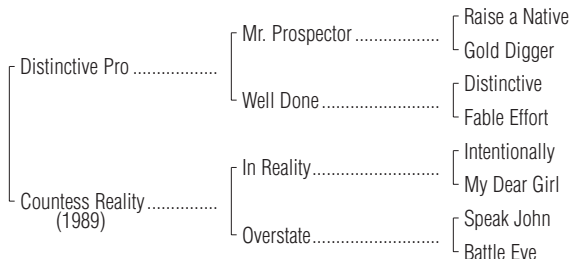 Raise a Native
Mr. Prospector ..................
Gold Digger
Distinctive Pro ..................
Distinctive
Well Done .........................
Fable Effort
Intentionally
In Reality ...........................
My Dear Girl
Countess Reality ...............
(1989)
Speak John
Overstate ...........................
Battle Eve